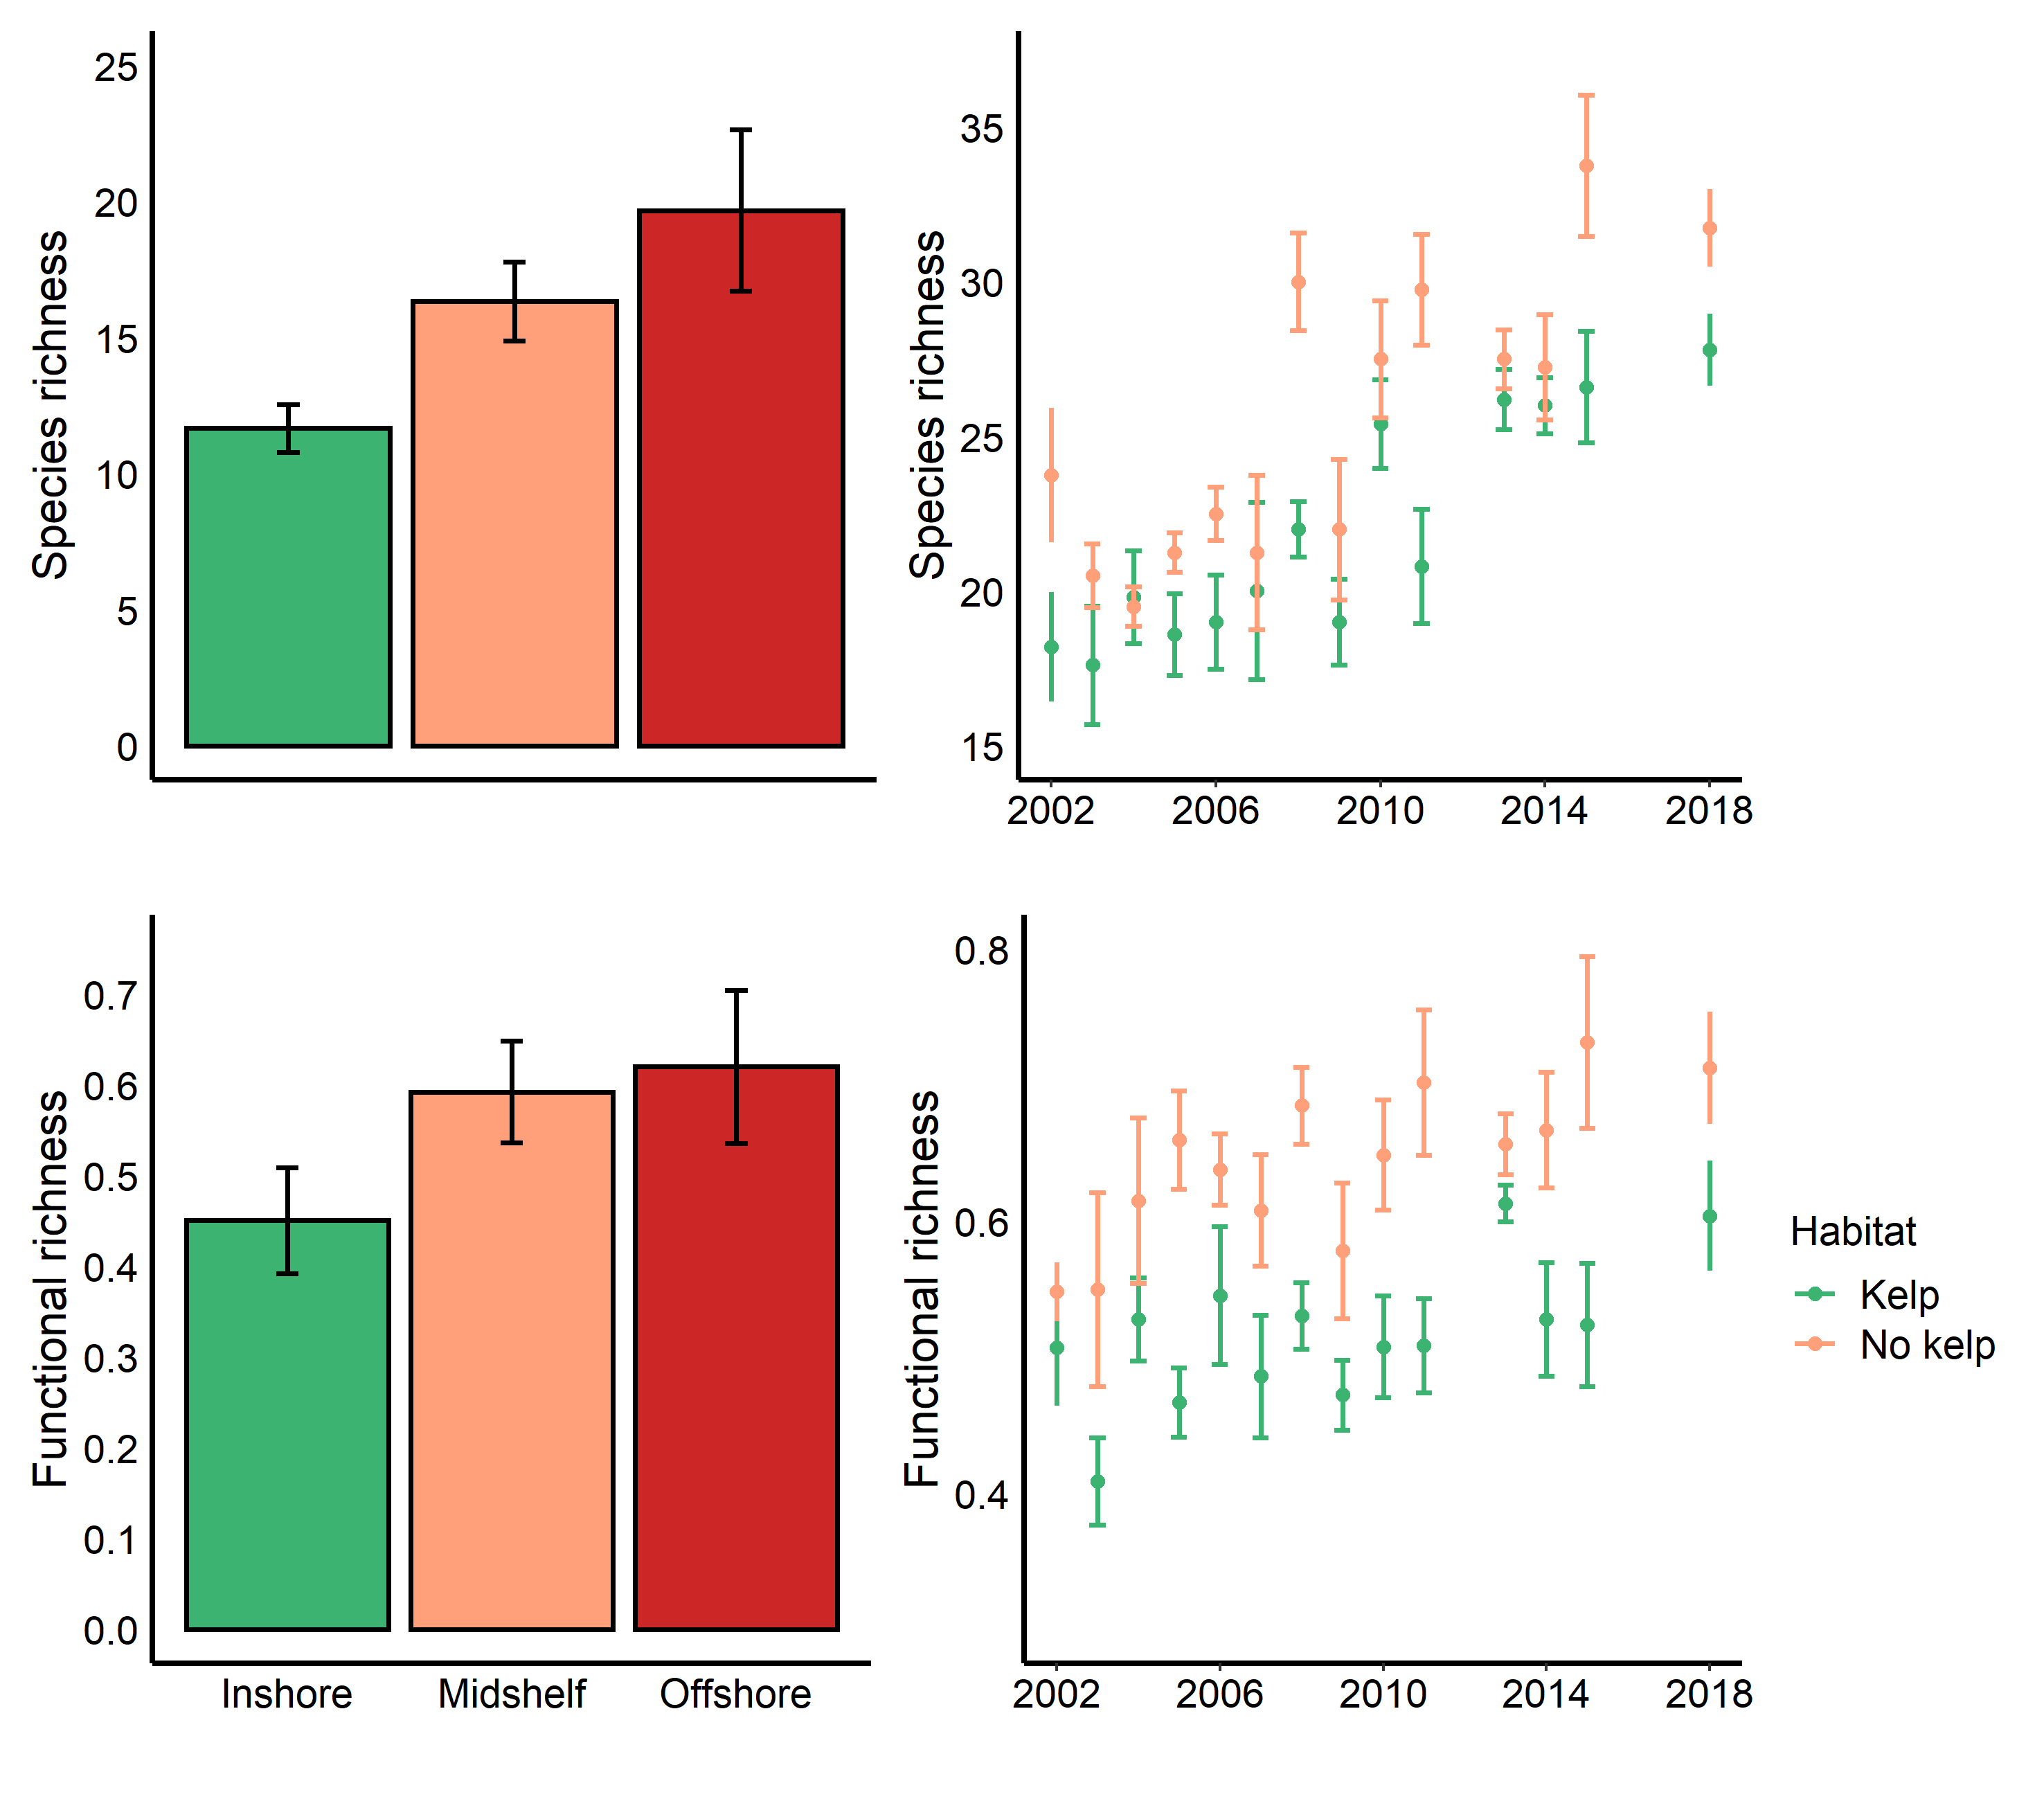 Species richness
25
20
15
10
5
0
Species richness
35
30
25
20
15
2002 2006 2010 2014 2018
Functional richness
0.7
0.6
0.5
0.4
0.3
0.2
0.1
0.0
Inshore Midshelf Offshore
Functional richness
0.8
0.6
0.4
2002 2006 2010 2014 2018
Habitat
Kelp
No kelp